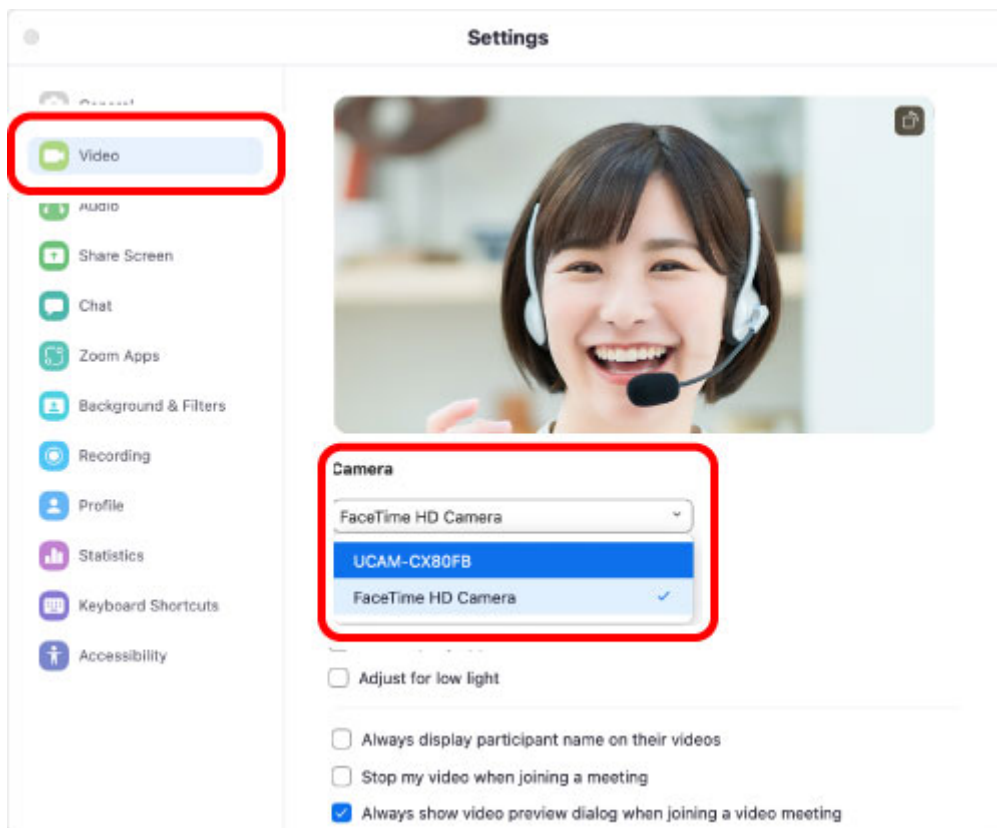 Settings
Video
Audio
Share Screen
Chat
Zoom Apps
Background & Filters
Recording
Profile
Statistics
Keyboard Shortcuts
Accessibility
Camera
FaceTime HD Camera
UCAM-CX80FB
FaceTime HD Camera
Adjust for low light
Always display participant name on their videos
Stop my video when joining a meeting
Always show video preview dialog when joining a video meeting